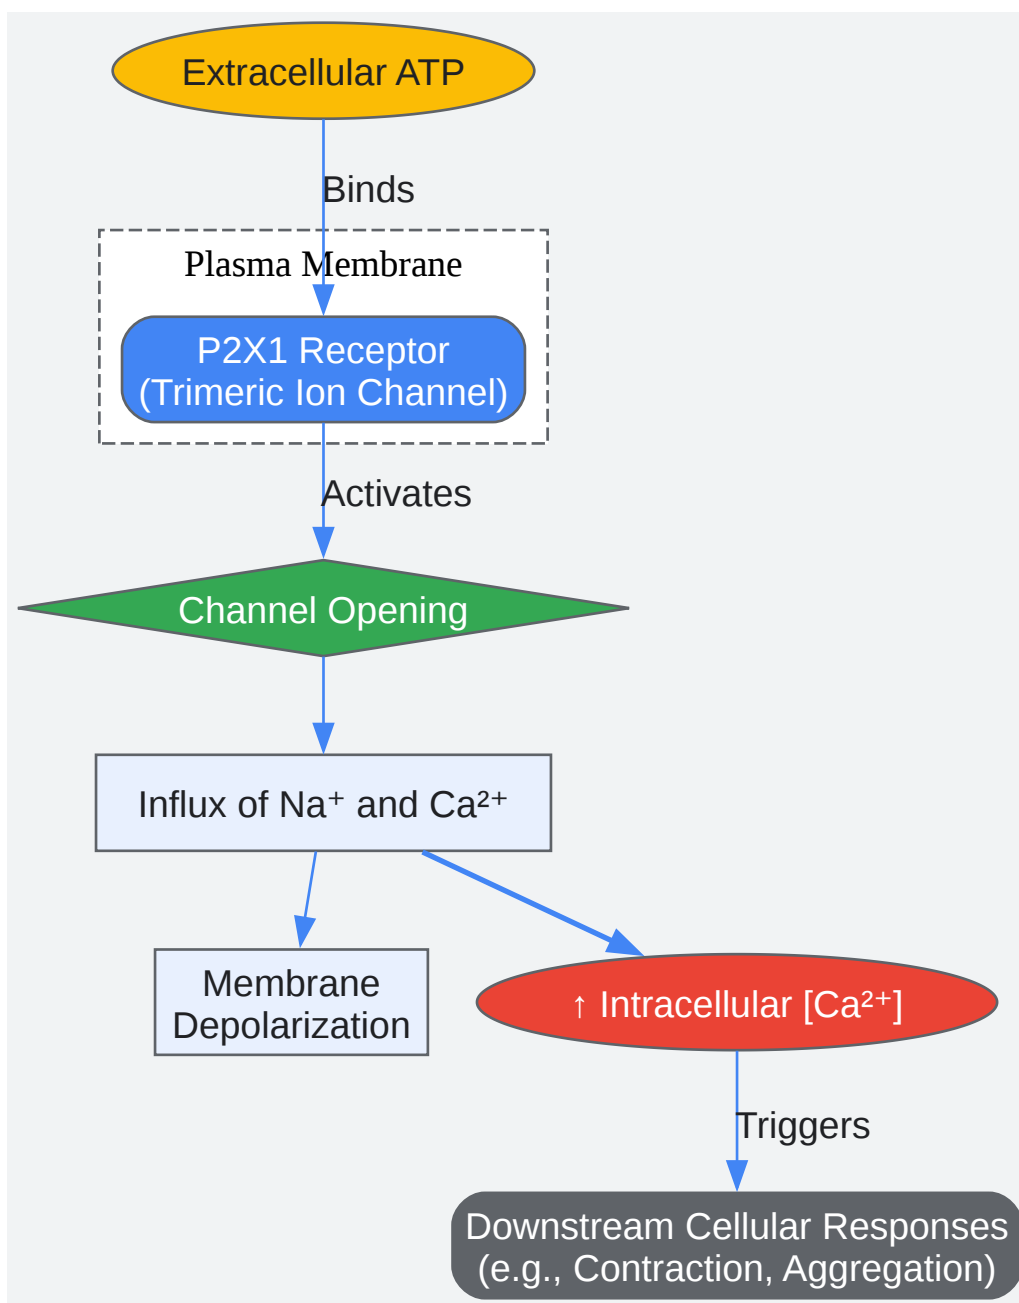 Extracellular ATP
Binds
Plasma Membrane
P2X1 Receptor
(Trimeric Ion Channel)
Activates
Channel Opening
Influx of Na⁺ and Ca²⁺
Membrane
Depolarization
↑ Intracellular [Ca²⁺]
Triggers
Downstream Cellular Responses
(e.g., Contraction, Aggregation)